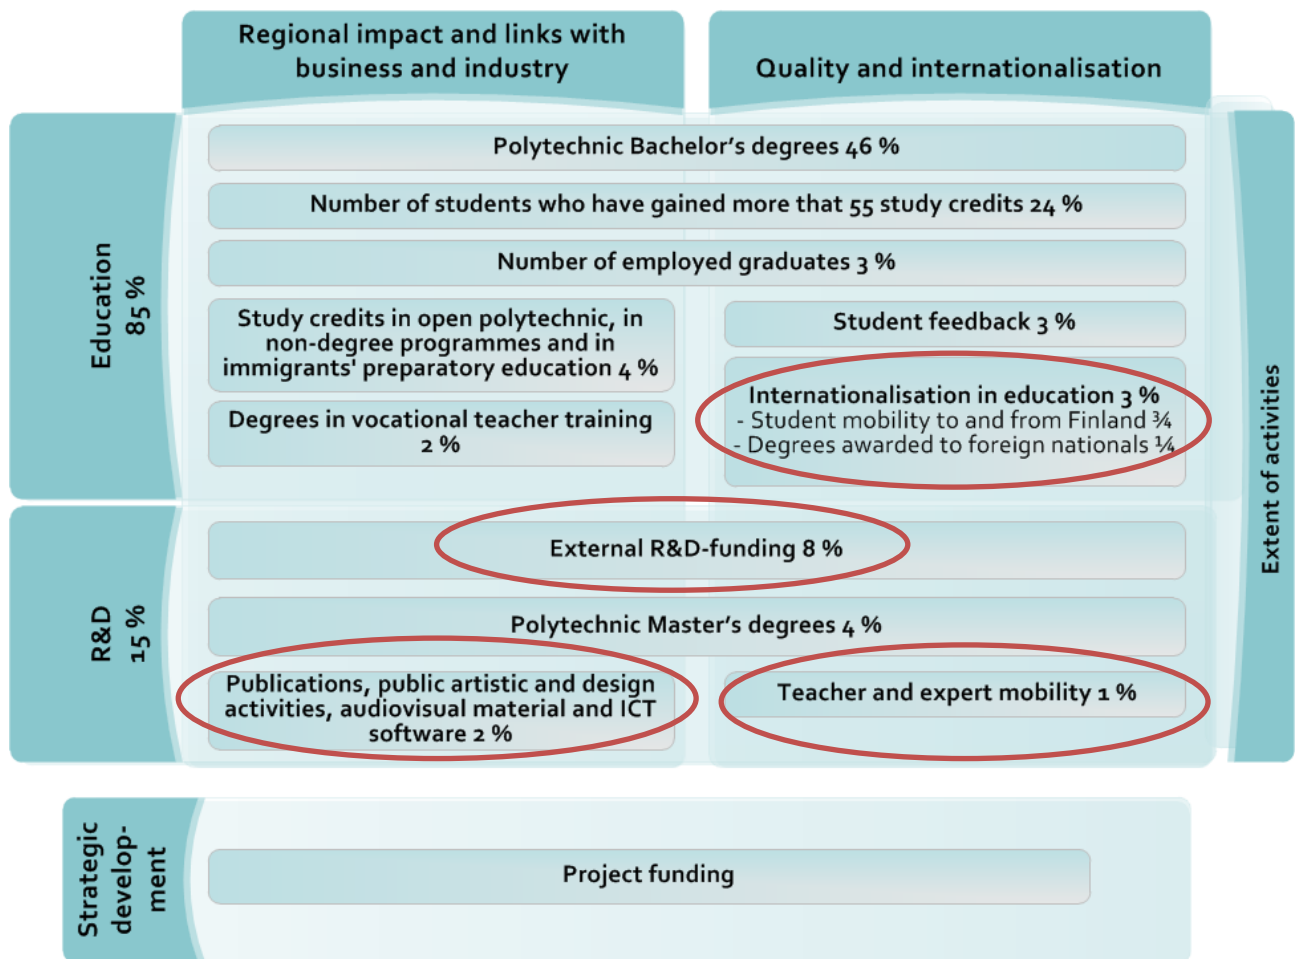 Regional impact and links with
business and industry
Quality and internationalisation
Education
85 %
Polytechnic Bachelor’s degrees 46 %
Number of students who have gained more that 55 study credits 24 %
Number of employed graduates 3 %
Study credits in open polytechnic, in
non-degree programmes and in
immigrants' preparatory education 4 %
Degrees in vocational teacher training
2 %
Student feedback 3 %
Internationalisation in education 3 %
- Student mobility to and from Finland ¾
- Degrees awarded to foreign nationals ¼
R&D
15 %
External R&D-funding 8 %
Polytechnic Master’s degrees 4 %
Publications, public artistic and design
activities, audiovisual material and ICT
software 2 %
Teacher and expert mobility 1 %
Extent of activities
Strategic
develop-
ment
Project funding